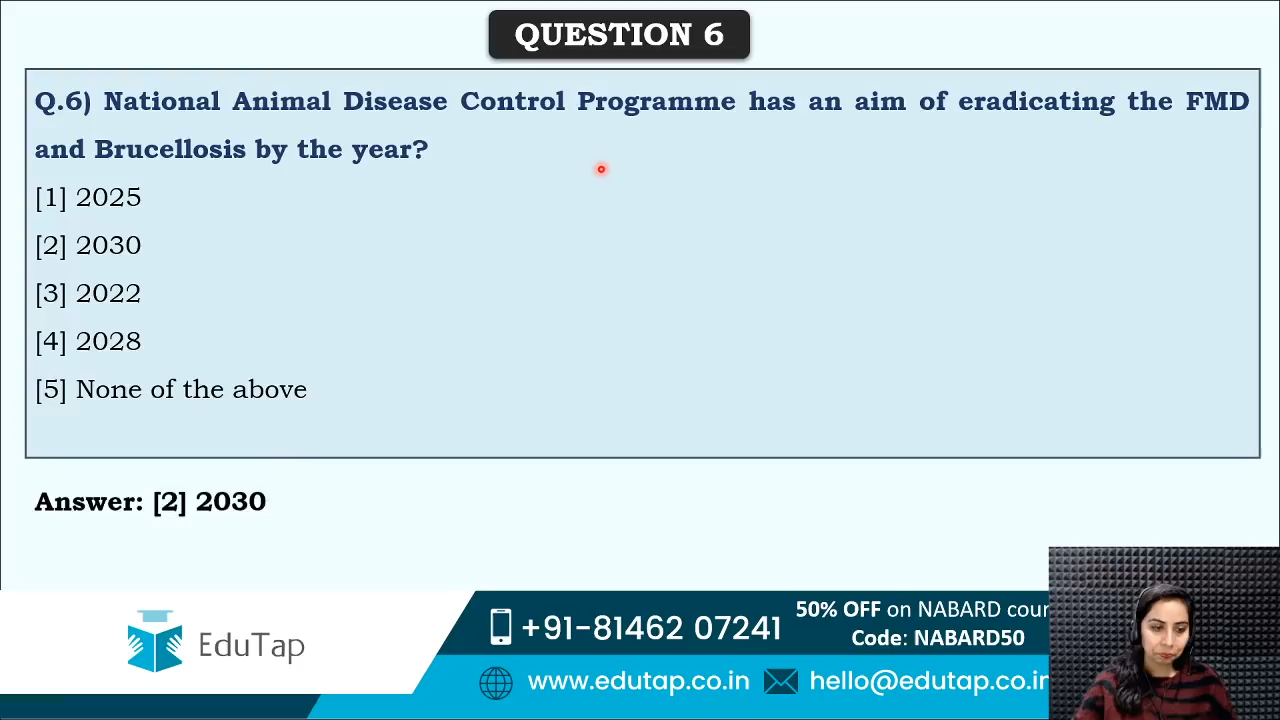 QUESTION 6
Q.6) National Animal Disease Control Programme has an aim of eradicating the FMD
and Brucellosis by the year?
[1] 2025
[2] 2030
[3] 2022
[4] 2028
[5] None of the above
Answer: [2] 2030
EduTap
+91-81462 07241
50% OFF on NABARD cour
Code: NABARD50
www.edutap.co.in
hello@edutap.co.in